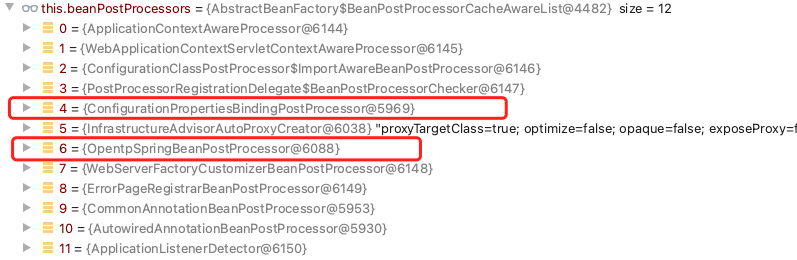 this.beanPostProcessors = {AbstractBeanFactory$BeanPostProcessorCacheAwareList@4482} size = 12
0 = {ApplicationContextAwareProcessor@6144}
1 = {WebApplicationContextServletContextAwareProcessor@6145}
2 = {ConfigurationClassPostProcessor$ImportAwareBeanPostProcessor@6146}
3 = {PostProcessorRegistrationDelegate$BeanPostProcessorChecker@6147}
4 = {ConfigurationPropertiesBindingPostProcessor@5969}
5 = {InfrastructureAdvisorAutoProxyCreator@6038} "proxyTargetClass=true; optimize=false; opaque=false; exposeProxy=f
6 = {OpentpSpringBeanPostProcessor@6088}
7 = {WebServerFactoryCustomizerBeanPostProcessor@6148}
8 = {ErrorPageRegistrarBeanPostProcessor@6149}
9 = {CommonAnnotationBeanPostProcessor@5953}
10 = {AutowiredAnnotationBeanPostProcessor@5930}
11 = {ApplicationListenerDetector@6150}